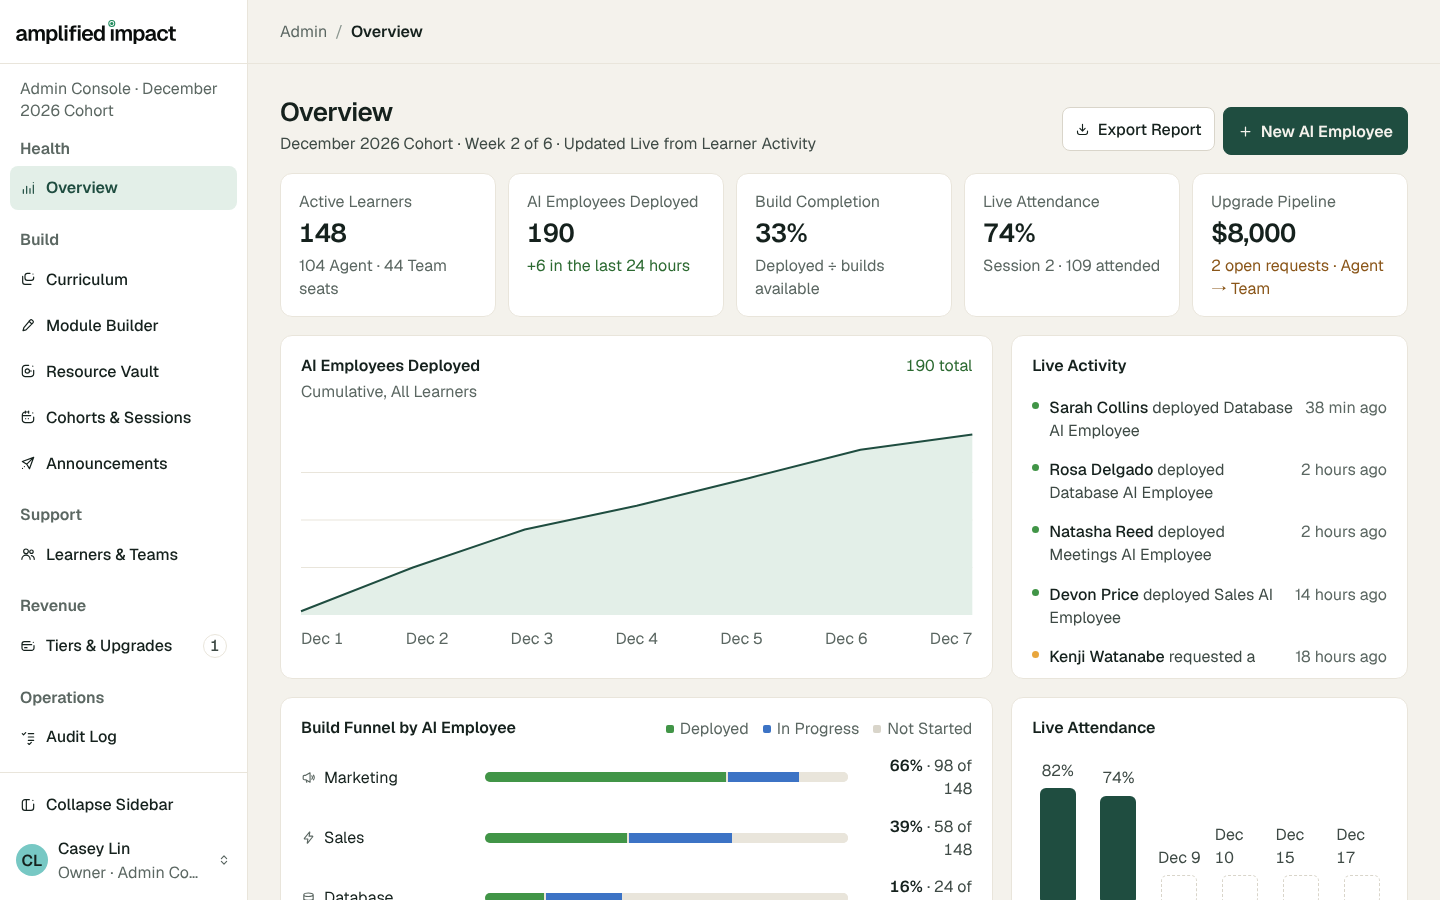 amplified impact
Admin / Overview
Admin Console · December
2026 Cohort
Health
Overview
Build
Curriculum
Module Builder
Resource Vault
Cohorts & Sessions
Announcements
Support
Learners & Teams
Revenue
Tiers & Upgrades 1
Operations
Audit Log
Collapse Sidebar
CL
Casey Lin
Owner · Admin Co...
Overview
December 2026 Cohort · Week 2 of 6 · Updated Live from Learner Activity
Export Report
+ New AI Employee
Active Learners
148
104 Agent · 44 Team
seats
AI Employees Deployed
190
+6 in the last 24 hours
Build Completion
33%
Deployed ÷ builds
available
Live Attendance
74%
Session 2 · 109 attended
Upgrade Pipeline
$8,000
2 open requests · Agent
→ Team
AI Employees Deployed
190 total
Cumulative, All Learners
Dec 1 Dec 2 Dec 3 Dec 4 Dec 5 Dec 6 Dec 7
Live Activity
Sarah Collins deployed Database 38 min ago
AI Employee
Rosa Delgado deployed 2 hours ago
Database AI Employee
Natasha Reed deployed 2 hours ago
Meetings AI Employee
Devon Price deployed Sales AI 14 hours ago
Employee
Kenji Watanabe requested a 18 hours ago
Build Funnel by AI Employee
Deployed In Progress Not Started
Marketing 66% · 98 of
148
Sales 39% · 58 of
148
Database 16% · 24 of
Live Attendance
82% 74%
Dec 9
Dec
10
Dec
15
Dec
17